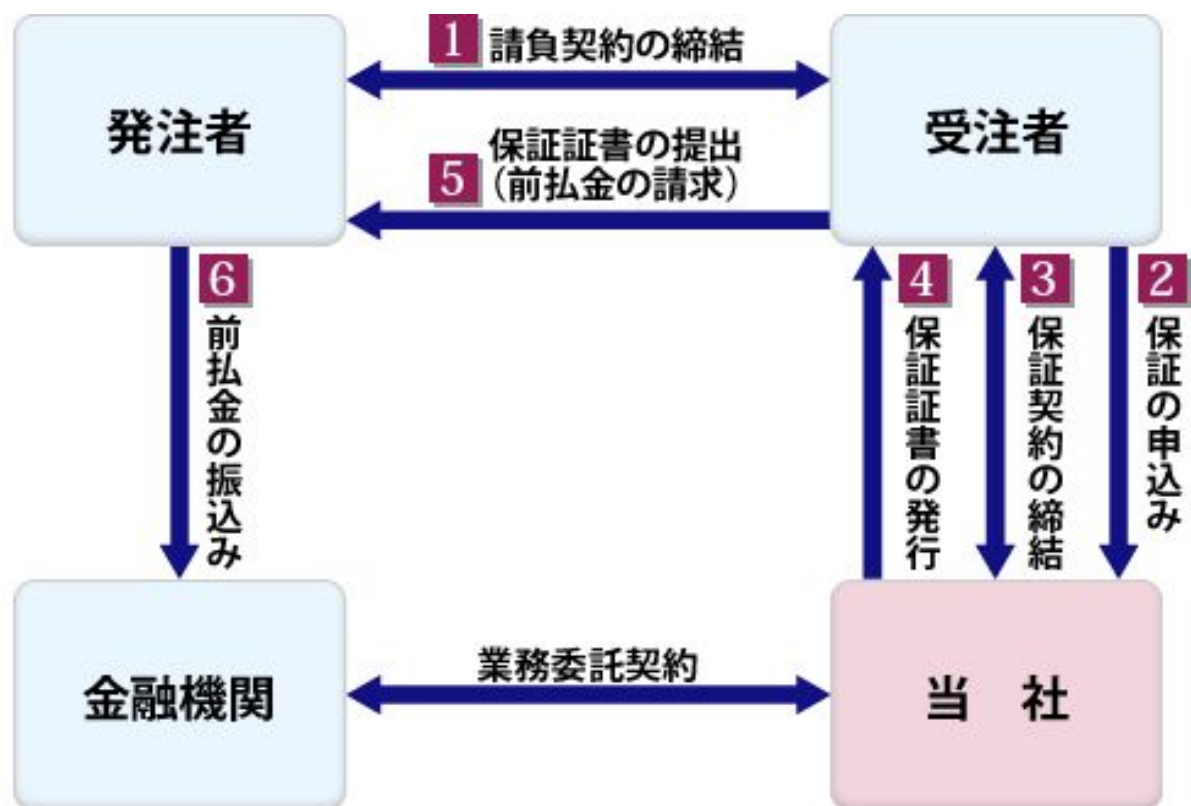 発注者
1 請負契約の締結
受注者
保証証書の提出
5 (前払金の請求)
6 前払金の振込み
4 保証証書の発行
3 保証契約の締結
2 保証の申込み
金融機関
業務委託契約
当　社